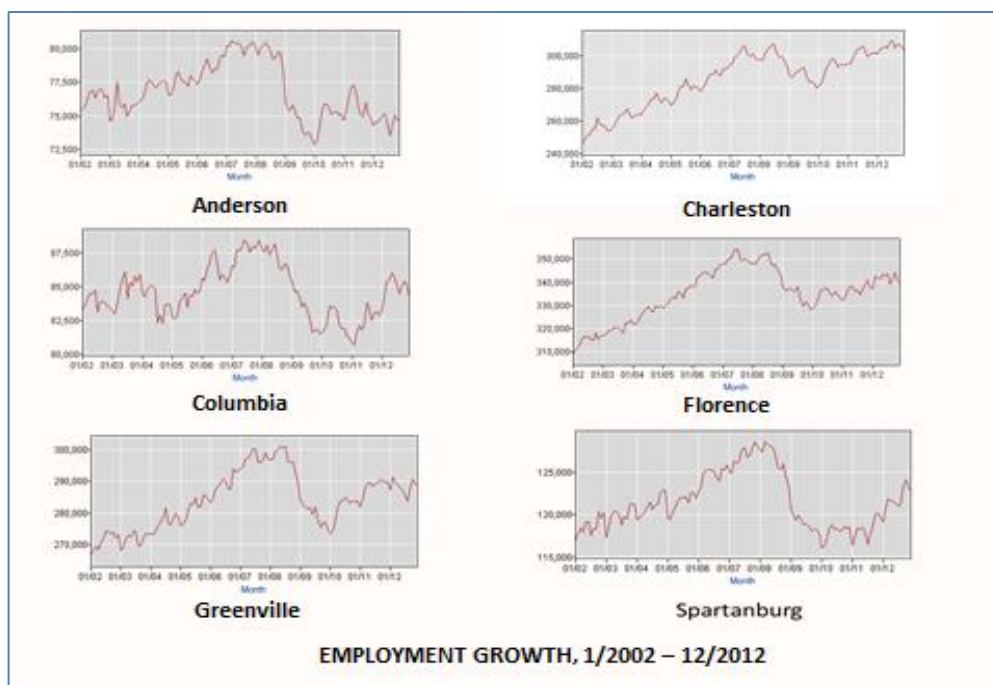 80,000
77,500
75,000
72,500
01/02 01/03 01/04 01/05 01/06 01/07 01/08 01/09 01/10 01/11 01/12
Month
Anderson
300,000
280,000
260,000
240,000
01/02 01/03 01/04 01/05 01/06 01/07 01/08 01/09 01/10 01/11 01/12
Month
Charleston
87,500
85,000
82,500
80,000
01/02 01/03 01/04 01/05 01/06 01/07 01/08 01/09 01/10 01/11 01/12
Month
Columbia
350,000
340,000
330,000
320,000
310,000
01/02 01/03 01/04 01/05 01/06 01/07 01/08 01/09 01/10 01/11 01/12
Month
Florence
300,000
290,000
280,000
270,000
01/02 01/03 01/04 01/05 01/06 01/07 01/08 01/09 01/10 01/11 01/12
Month
Greenville
125,000
120,000
115,000
01/02 01/03 01/04 01/05 01/06 01/07 01/08 01/09 01/10 01/11 01/12
Month
Spartanburg
EMPLOYMENT GROWTH, 1/2002 – 12/2012